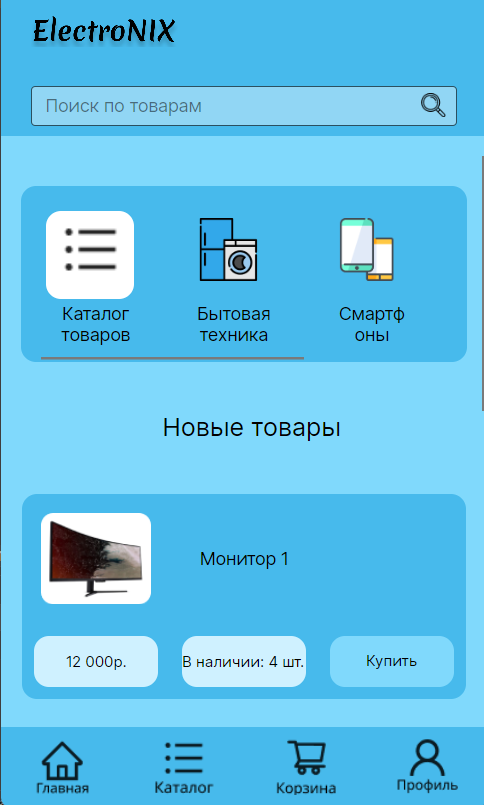 ElectroNIX
Поиск по товарам
Каталог
товаров
Бытовая
техника
Смартф
оны
Новые товары
Монитор 1
12 000р.
В наличии: 4 шт.
Купить
Главная
Каталог
Корзина
Профиль